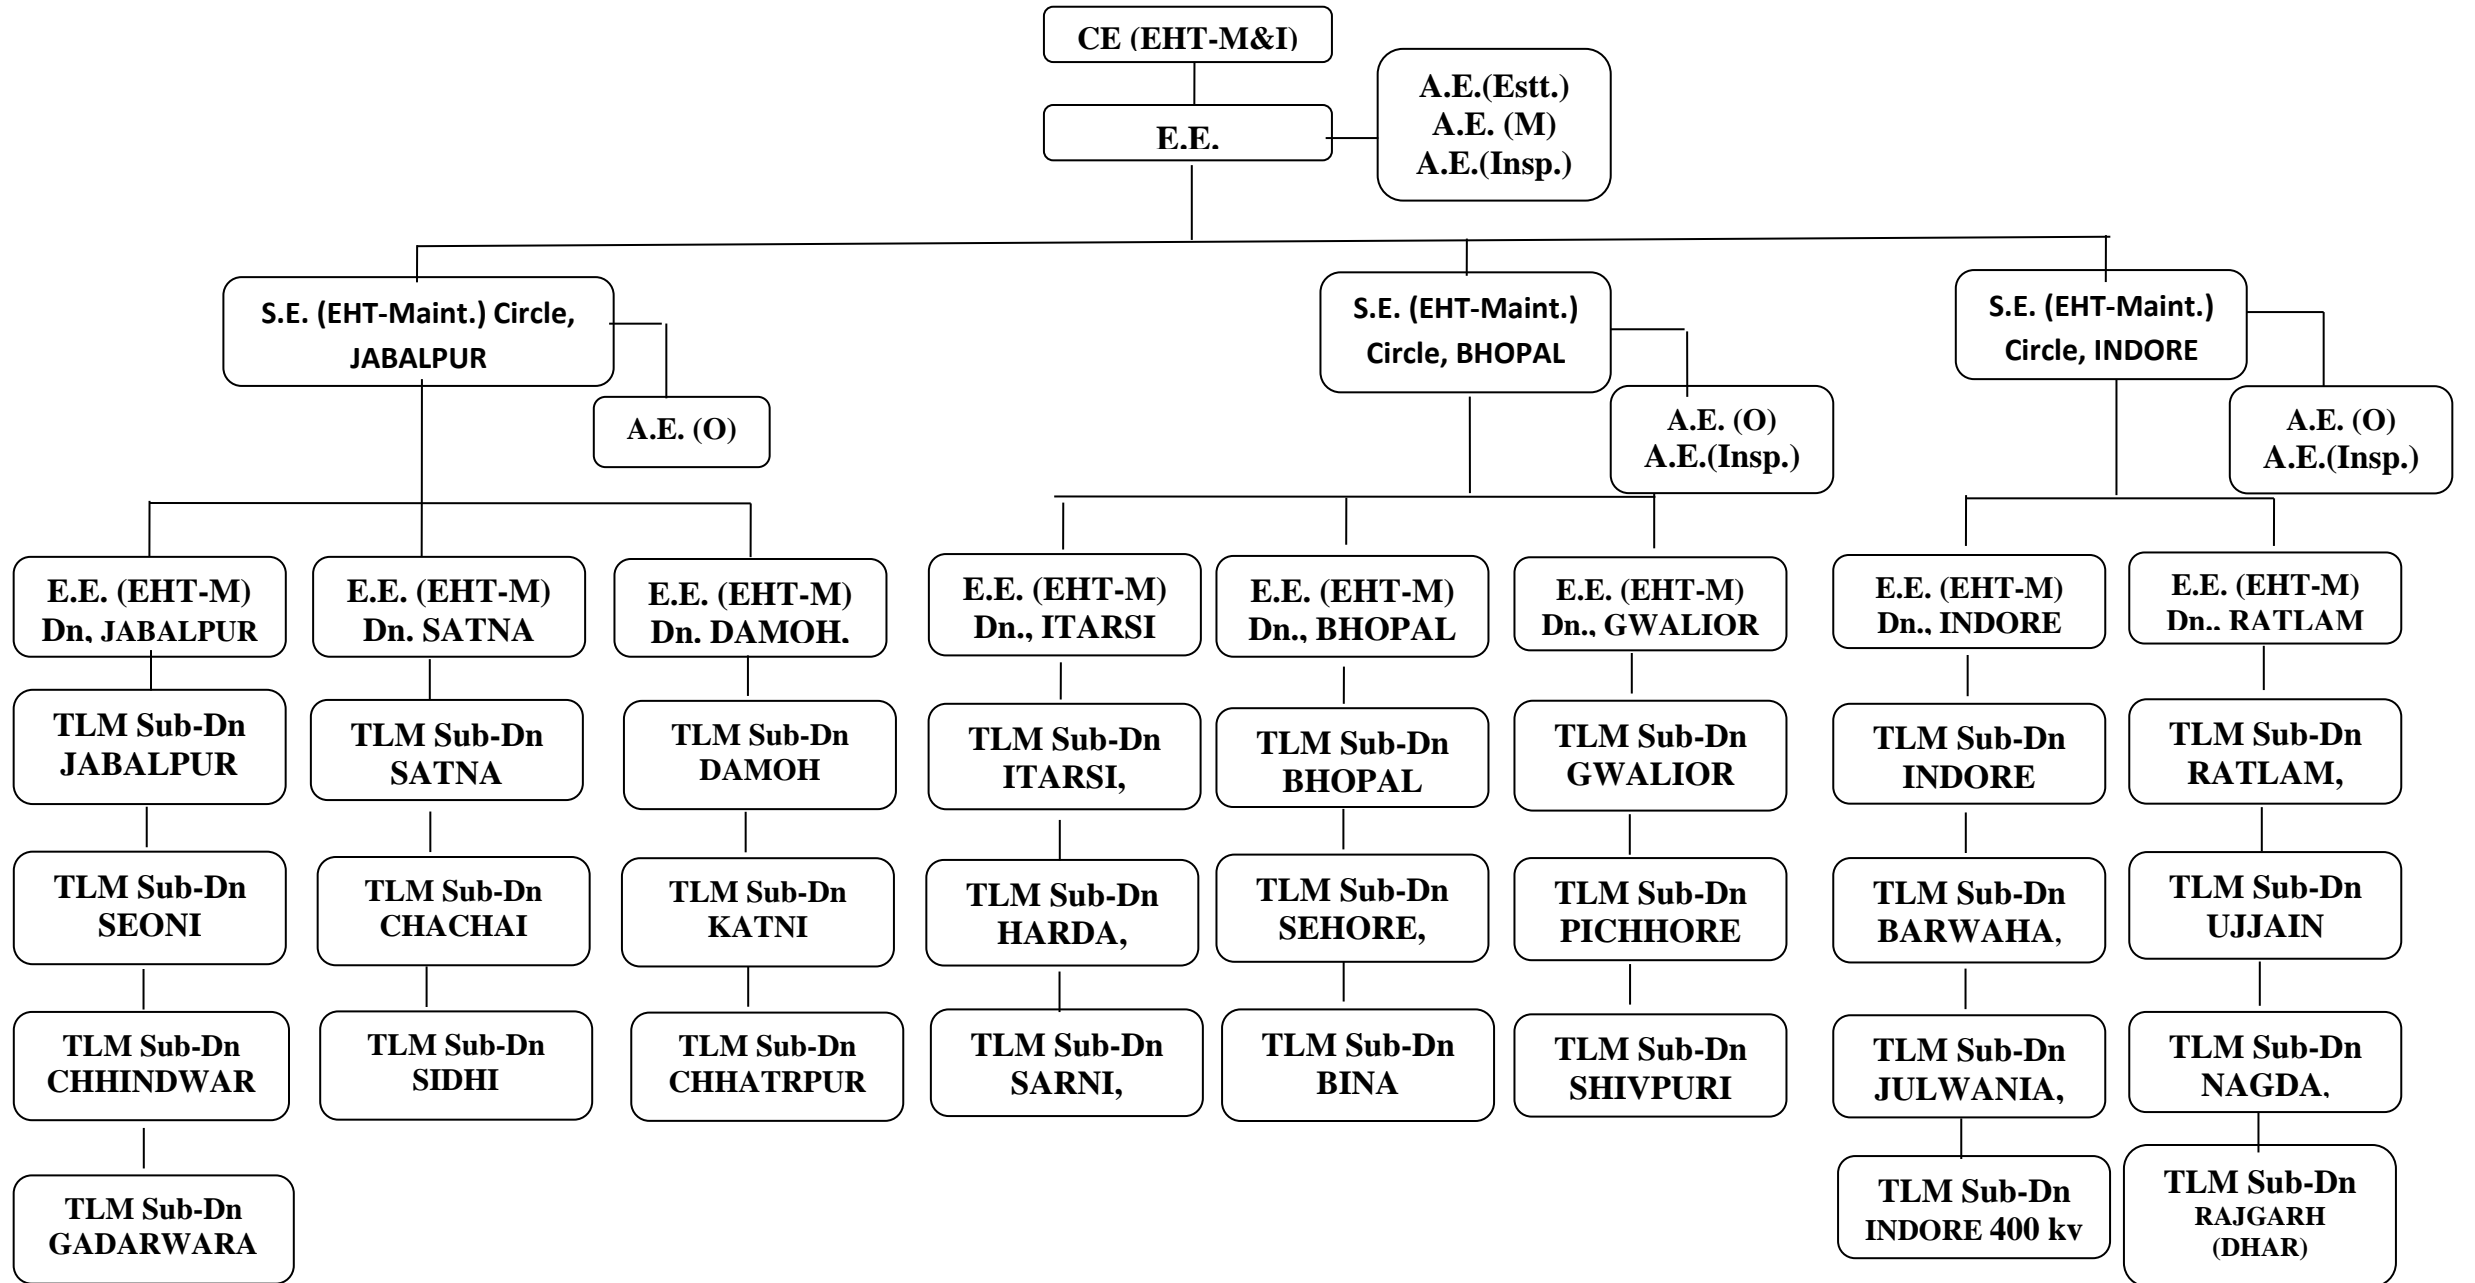 CE (EHT-M&I)
E.E.
A.E.(Estt.)
A.E. (M)
A.E.(Insp.)
S.E. (EHT-Maint.) Circle,
JABALPUR
A.E. (O)
S.E. (EHT-Maint.)
Circle, BHOPAL
A.E. (O)
A.E.(Insp.)
S.E. (EHT-Maint.)
Circle, INDORE
A.E. (O)
A.E.(Insp.)
E.E. (EHT-M)
Dn, JABALPUR
E.E. (EHT-M)
Dn. SATNA
E.E. (EHT-M)
Dn. DAMOH.
E.E. (EHT-M)
Dn., ITARSI
E.E. (EHT-M)
Dn., BHOPAL
E.E. (EHT-M)
Dn., GWALIOR
E.E. (EHT-M)
Dn., INDORE
E.E. (EHT-M)
Dn., RATLAM
TLM Sub-Dn
JABALPUR
TLM Sub-Dn
SATNA
TLM Sub-Dn
DAMOH
TLM Sub-Dn
ITARSI,
TLM Sub-Dn
BHOPAL
TLM Sub-Dn
GWALIOR
TLM Sub-Dn
INDORE
TLM Sub-Dn
RATLAM,
TLM Sub-Dn
SEONI
TLM Sub-Dn
CHACHAI
TLM Sub-Dn
KATNI
TLM Sub-Dn
HARDA,
TLM Sub-Dn
SEHORE,
TLM Sub-Dn
PICHHORE
TLM Sub-Dn
BARWAHA,
TLM Sub-Dn
UJJAIN
TLM Sub-Dn
CHHINDWAR
TLM Sub-Dn
SIDHI
TLM Sub-Dn
CHHATRPUR
TLM Sub-Dn
SARNI,
TLM Sub-Dn
BINA
TLM Sub-Dn
SHIVPURI
TLM Sub-Dn
JULWANIA,
TLM Sub-Dn
NAGDA,
TLM Sub-Dn
GADARWARA
TLM Sub-Dn
INDORE 400 kv
TLM Sub-Dn
RAJGARH
(DHAR)